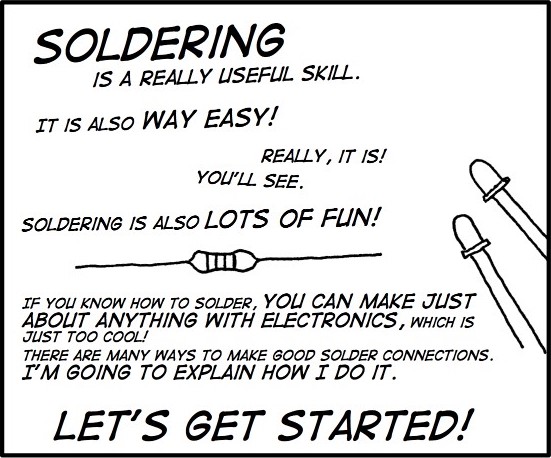 SOLDERING
IS A REALLY USEFUL SKILL.
IT IS ALSO WAY EASY!
REALLY, IT IS!
YOU'LL SEE.
SOLDERING IS ALSO LOTS OF FUN!
IF YOU KNOW HOW TO SOLDER, YOU CAN MAKE JUST
ABOUT ANYTHING WITH ELECTRONICS, WHICH IS
JUST TOO COOL!
THERE ARE MANY WAYS TO MAKE GOOD SOLDER CONNECTIONS.
I'M GOING TO EXPLAIN HOW I DO IT.
LET'S GET STARTED!